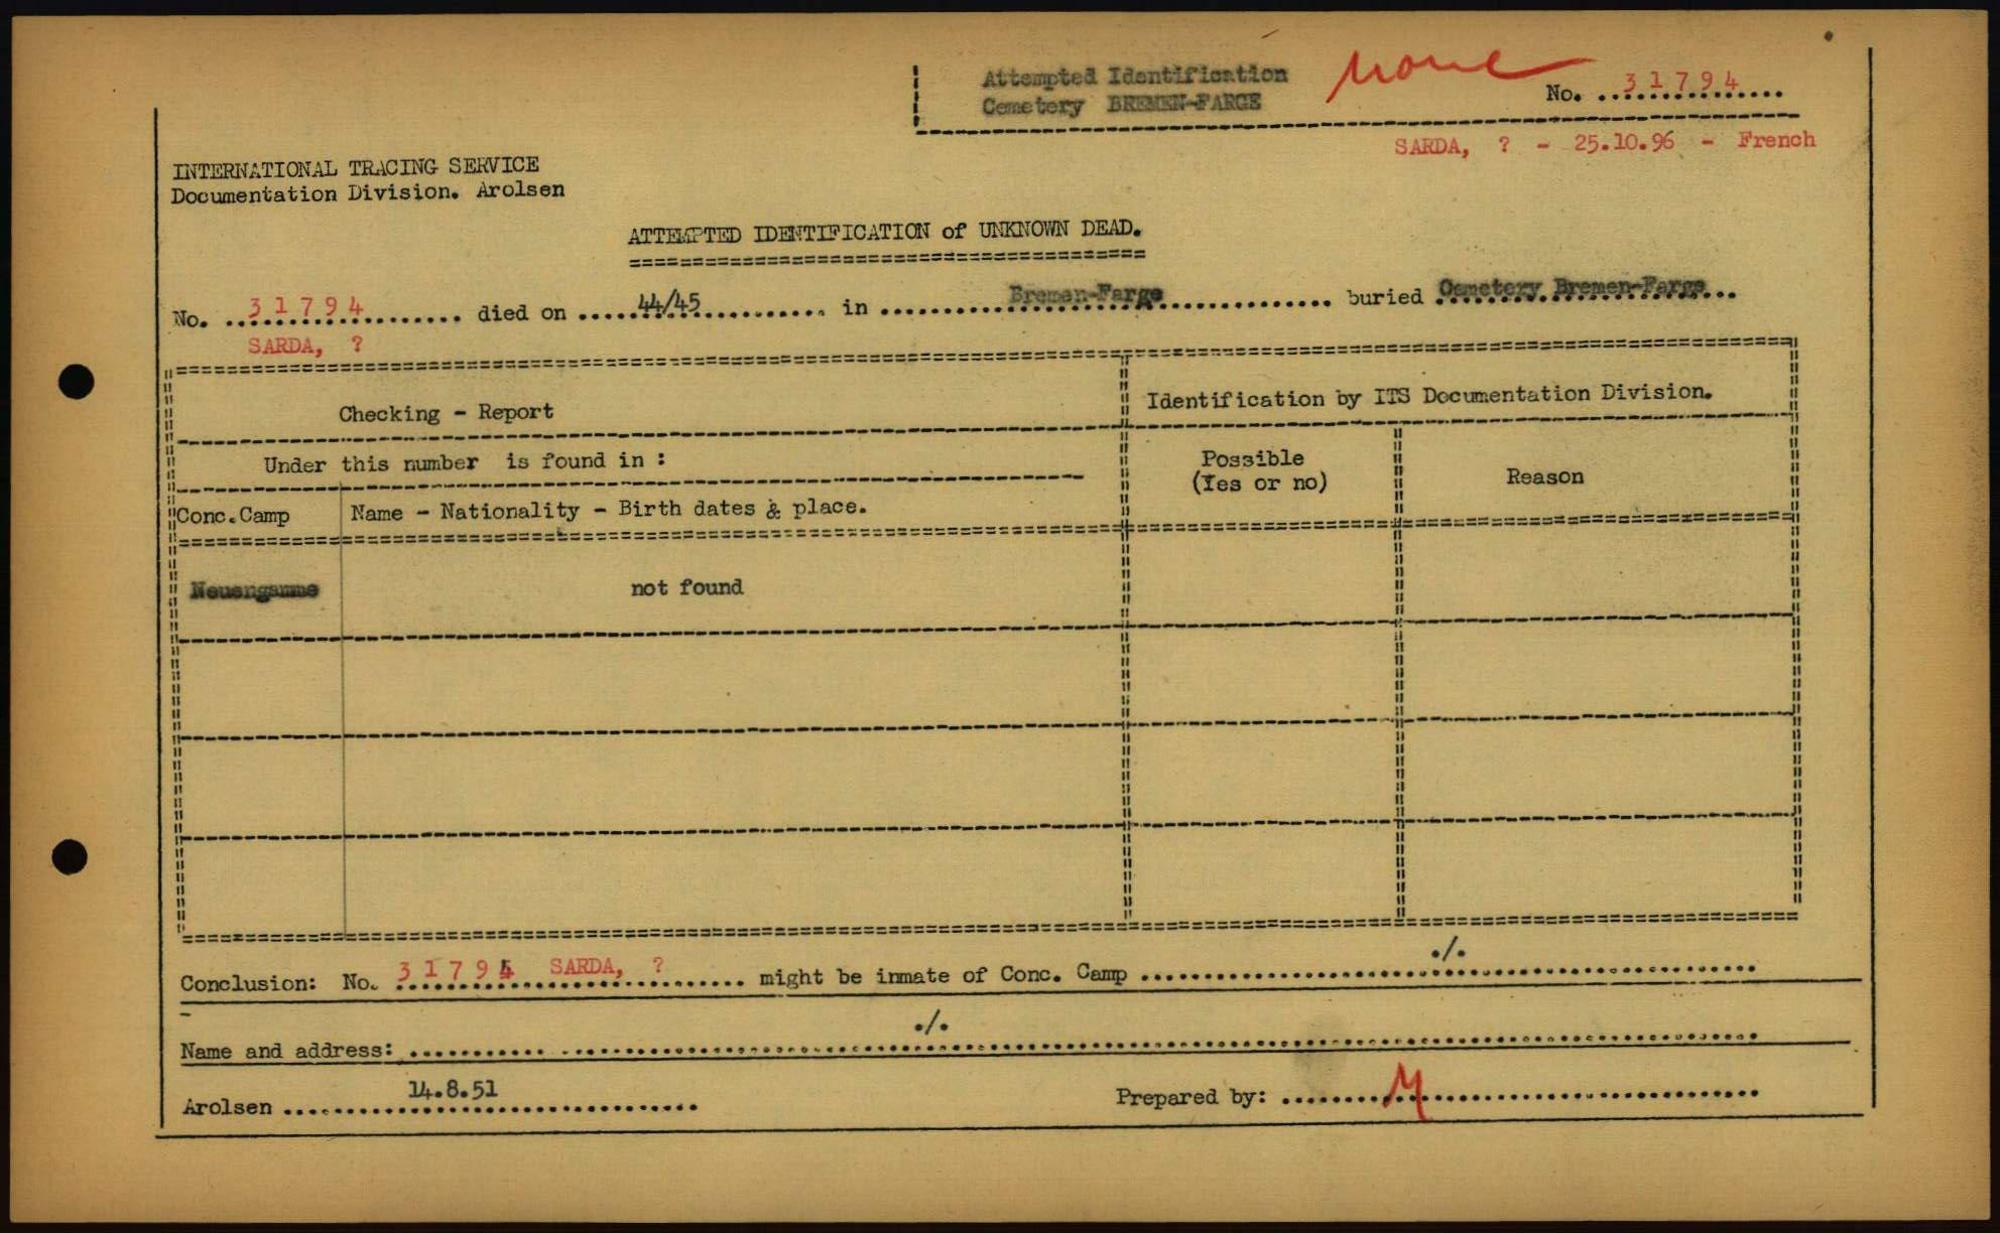 Attempted Identification
Cemetery BREMEN-FARGE
none
No. 31794
SARDA, ? - 25.10.96 - French
INTERNATIONAL TRACING SERVICE
Documentation Division. Arolsen
ATTEMPTED IDENTIFICATION of UNKNOWN DEAD.
No. 31794 died on 44/45 in Bremen-Farge buried Cemetery Bremen-Farge
SARDA, ?
Checking - Report
Identification by ITS Documentation Division.
Under this number is found in :
Possible
(Yes or no)
Reason
Conc.Camp
Name - Nationality - Birth dates & place.
Neuengamme
not found
Conclusion: No. 31794 SARDA, ? might be inmate of Conc. Camp ./.
Name and address: ./.
Arolsen 14.8.51
Prepared by: M